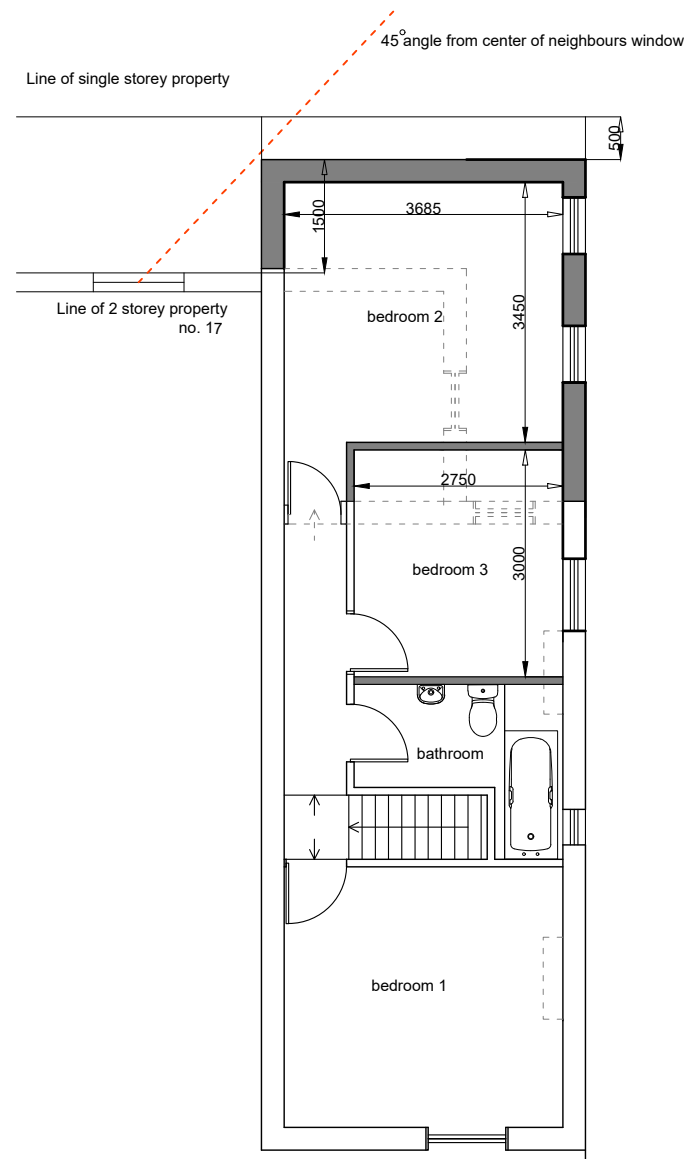 45°angle from center of neighbours window
Line of single storey property
500
1500
3685
Line of 2 storey property
no. 17
bedroom 2
3450
2750
bedroom 3
3000
bathroom
bedroom 1